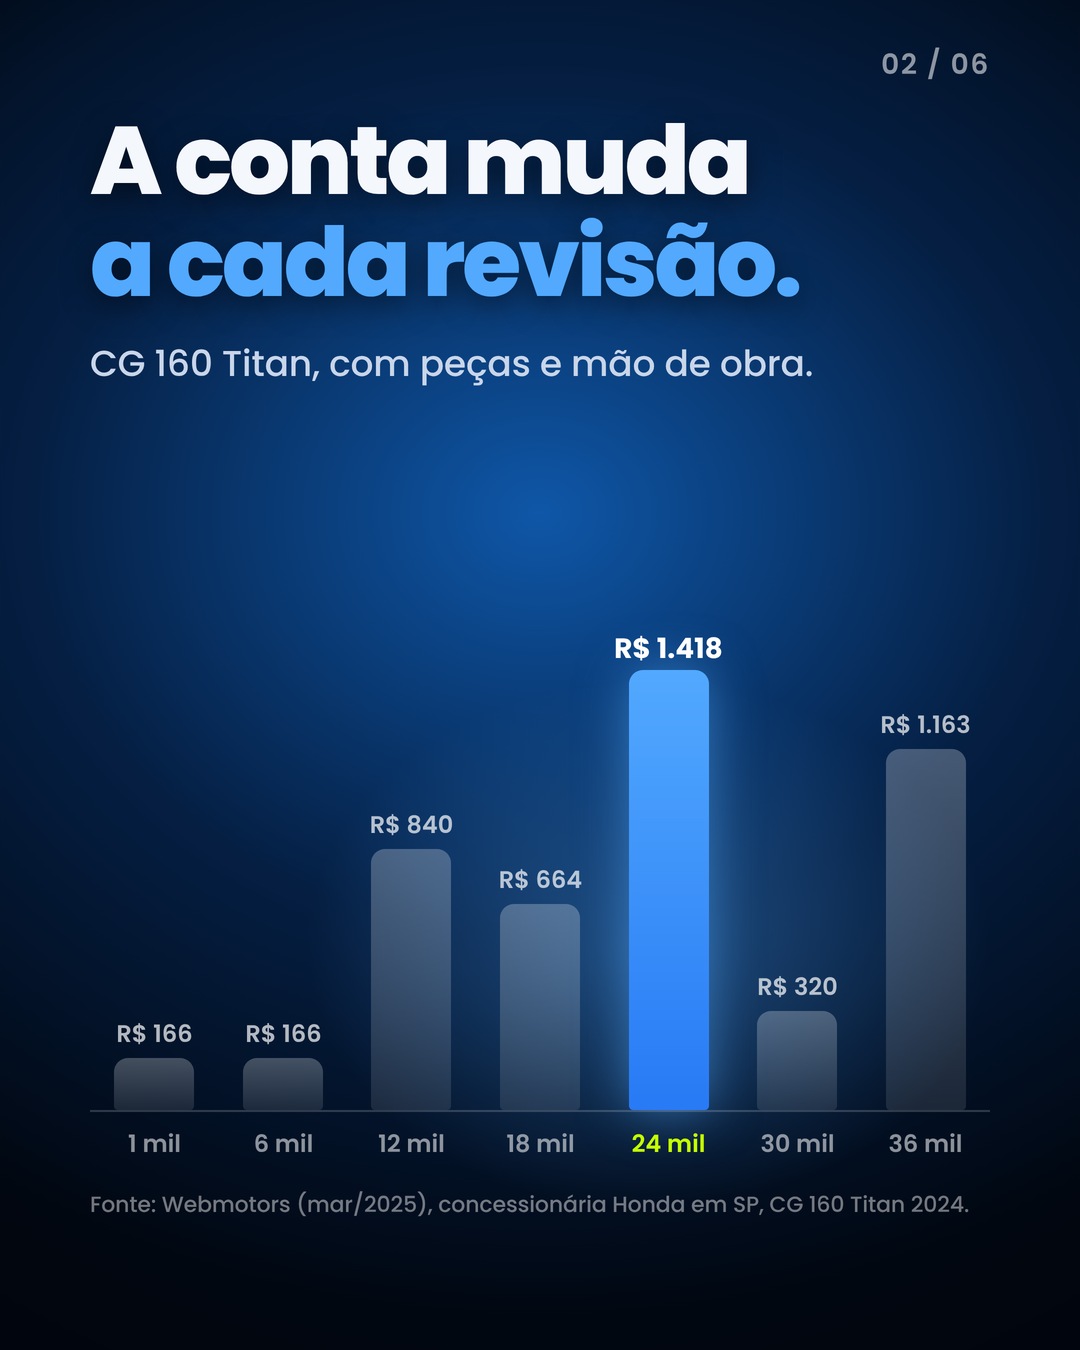 02 / 06
A conta muda
a cada revisão.
CG 160 Titan, com peças e mão de obra.
R$ 1.418
R$ 1.163
R$ 840
R$ 664
R$ 320
R$ 166 R$ 166
1 mil 6 mil 12 mil 18 mil 24 mil 30 mil 36 mil
Fonte: Webmotors (mar/2025), concessionária Honda em SP, CG 160 Titan 2024.